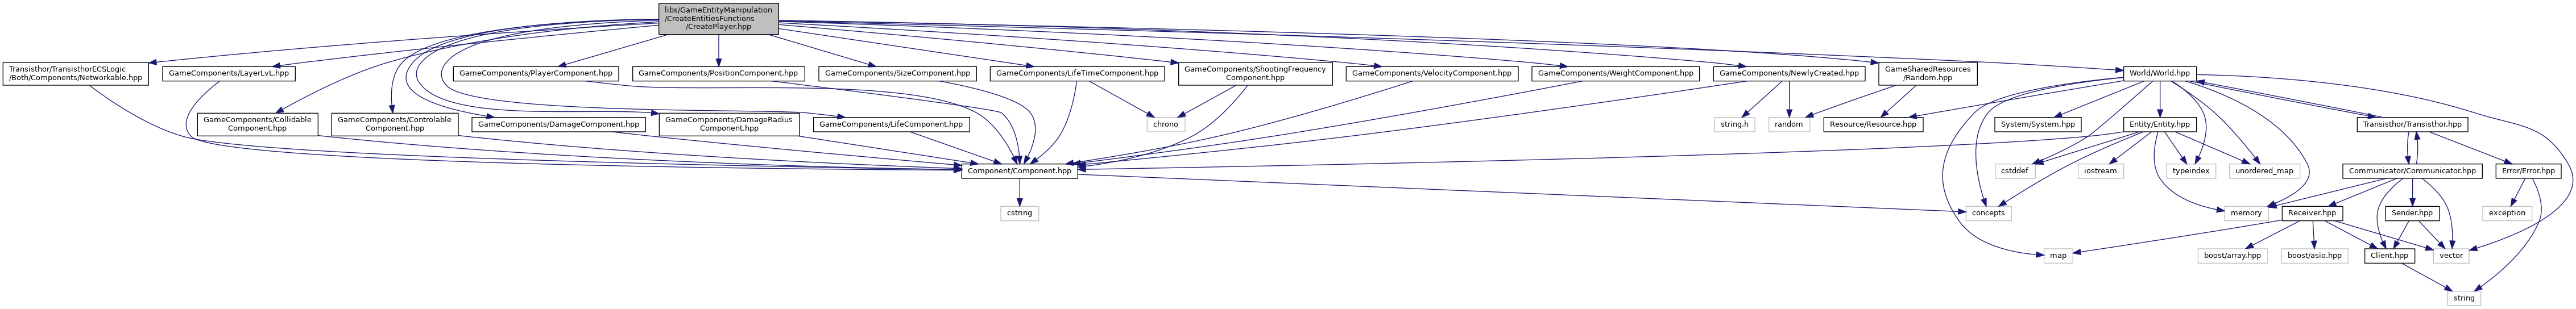 libs/GameEntityManipulation
/CreateEntitiesFunctions
/CreatePlayer.hpp
Transisthor/TransisthorECSLogic
/Both/Components/Networkable.hpp
GameComponents/LayerLvL.hpp
GameComponents/PlayerComponent.hpp
GameComponents/PositionComponent.hpp
GameComponents/SizeComponent.hpp
GameComponents/LifeTimeComponent.hpp
GameComponents/ShootingFrequency
Component.hpp
GameComponents/VelocityComponent.hpp
GameComponents/WeightComponent.hpp
GameComponents/NewlyCreated.hpp
GameSharedResources
/Random.hpp
World/World.hpp
GameComponents/Collidable
Component.hpp
GameComponents/Controlable
Component.hpp
GameComponents/DamageComponent.hpp
GameComponents/DamageRadius
Component.hpp
GameComponents/LifeComponent.hpp
chrono
string.h
random
Resource/Resource.hpp
System/System.hpp
Entity/Entity.hpp
Transisthor/Transisthor.hpp
Component/Component.hpp
cstddef
iostream
typeindex
unordered_map
Communicator/Communicator.hpp
Error/Error.hpp
cstring
concepts
memory
Receiver.hpp
Sender.hpp
exception
map
boost/array.hpp
boost/asio.hpp
Client.hpp
vector
string